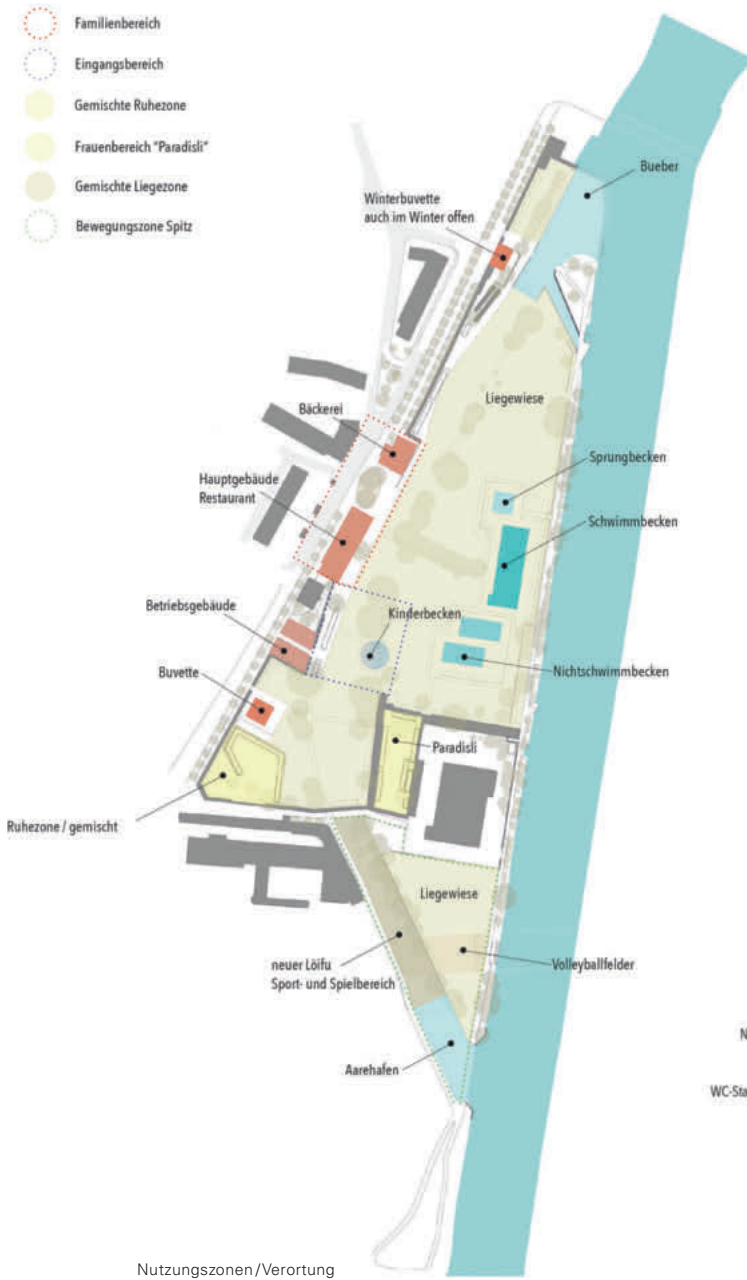 Familienbereich
Eingangsbereich
Gemischte Ruhezone
Frauenbereich "Paradisli"
Gemischte Liegezone
Bewegungszone Spitz
Bueber
Winterbuvette
auch im Winter offen
Liegewiese
Bäckerei
Sprungbecken
Hauptgebäude
Restaurant
Schwimmbecken
Betriebsgebäude
Kinderbecken
Buvette
Nichtschwimmbecken
Paradisli
Ruhezone / gemischt
Liegewiese
neuer Löifu
Sport- und Spielbereich
Volleyballfelder
N
Aarehafen
WC-Sta
Nutzungszonen/Verortung